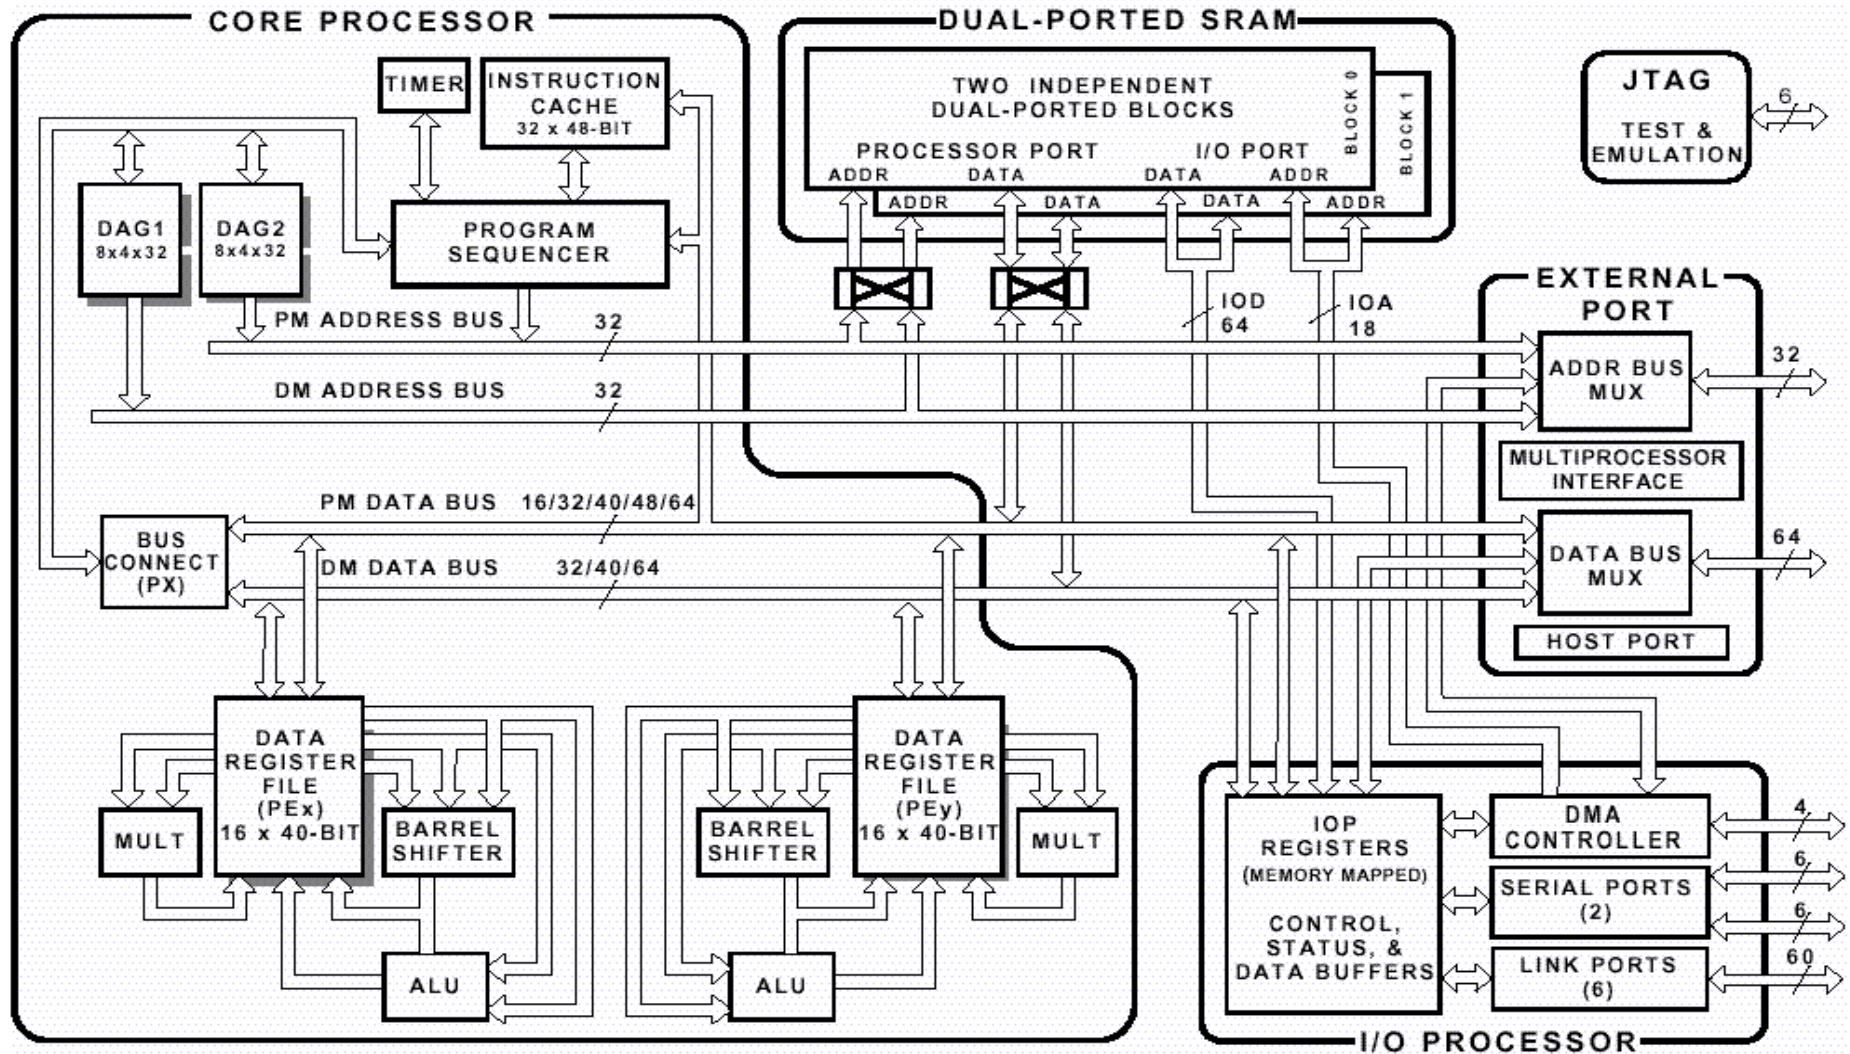 CORE PROCESSOR
TIMER
INSTRUCTION
CACHE
32 x 48-BIT
DAG1
8x4x32
DAG2
8x4x32
PROGRAM
SEQUENCER
PM ADDRESS BUS 32
DM ADDRESS BUS 32
PM DATA BUS 16/32/40/48/64
BUS
CONNECT
(PX)
DM DATA BUS 32/40/64
DATA
REGISTER
FILE
(PEx)
16 x 40-BIT
MULT
BARREL
SHIFTER
ALU
BARREL
SHIFTER
DATA
REGISTER
FILE
(PEy)
16 x 40-BIT
MULT
ALU
DUAL-PORTED SRAM
TWO INDEPENDENT
DUAL-PORTED BLOCKS
BLOCK 0
BLOCK 1
PROCESSOR PORT I/O PORT
ADDR DATA DATA ADDR
ADDR DATA DATA ADDR
IOD
64
IOA
18
JTAG
TEST &
EMULATION
6
EXTERNAL
PORT
ADDR BUS
MUX
32
MULTIPROCESSOR
INTERFACE
DATA BUS
MUX
64
HOST PORT
IOP
REGISTERS
(MEMORY MAPPED)
CONTROL,
STATUS, &
DATA BUFFERS
DMA
CONTROLLER
4
SERIAL PORTS
(2)
6
6
LINK PORTS
(6)
60
I/O PROCESSOR